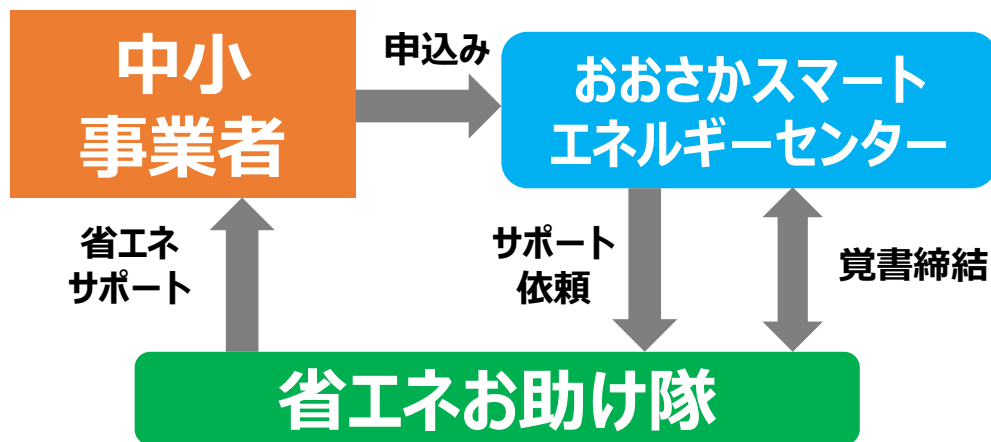 中小
事業者
申込み
おおさかスマート
エネルギーセンター
省エネ
サポート
サポート
依頼
覚書締結
省エネお助け隊